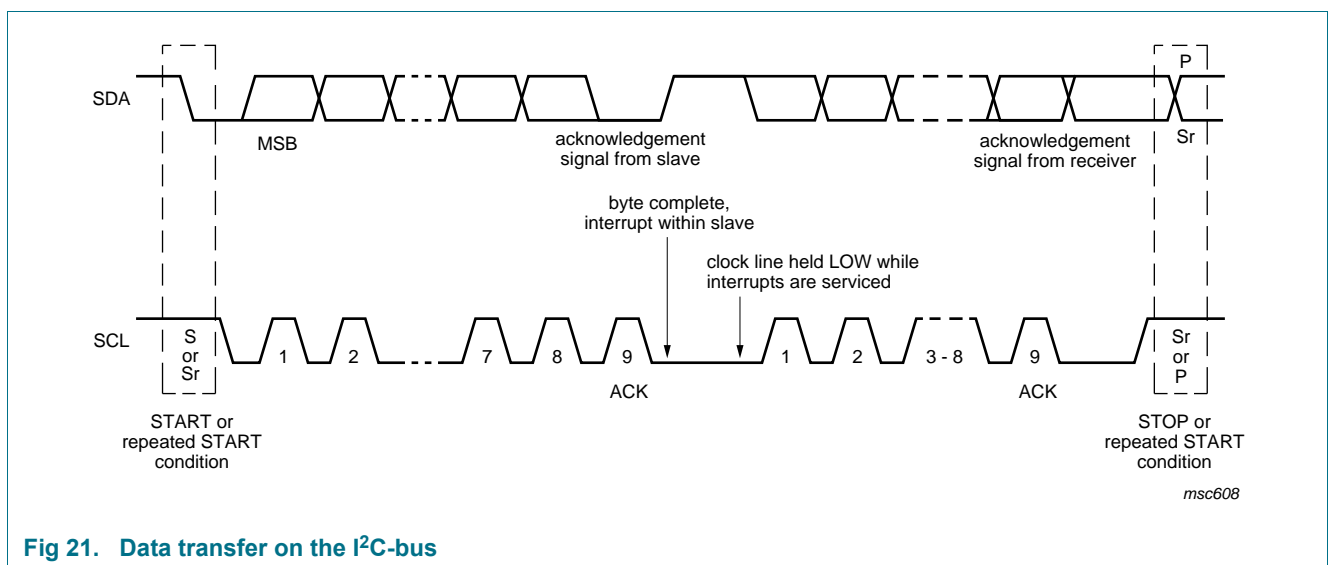 P
SDA
MSB
acknowledgement
signal from slave
acknowledgement
signal from receiver
Sr
byte complete,
interrupt within slave
clock line held LOW while
interrupts are serviced
SCL
S
or
Sr
1
2
7
8
9
1
2
3 - 8
9
Sr
or
P
ACK
ACK
START or
repeated START
condition
STOP or
repeated START
condition
msc608
Fig 21. Data transfer on the I²C-bus